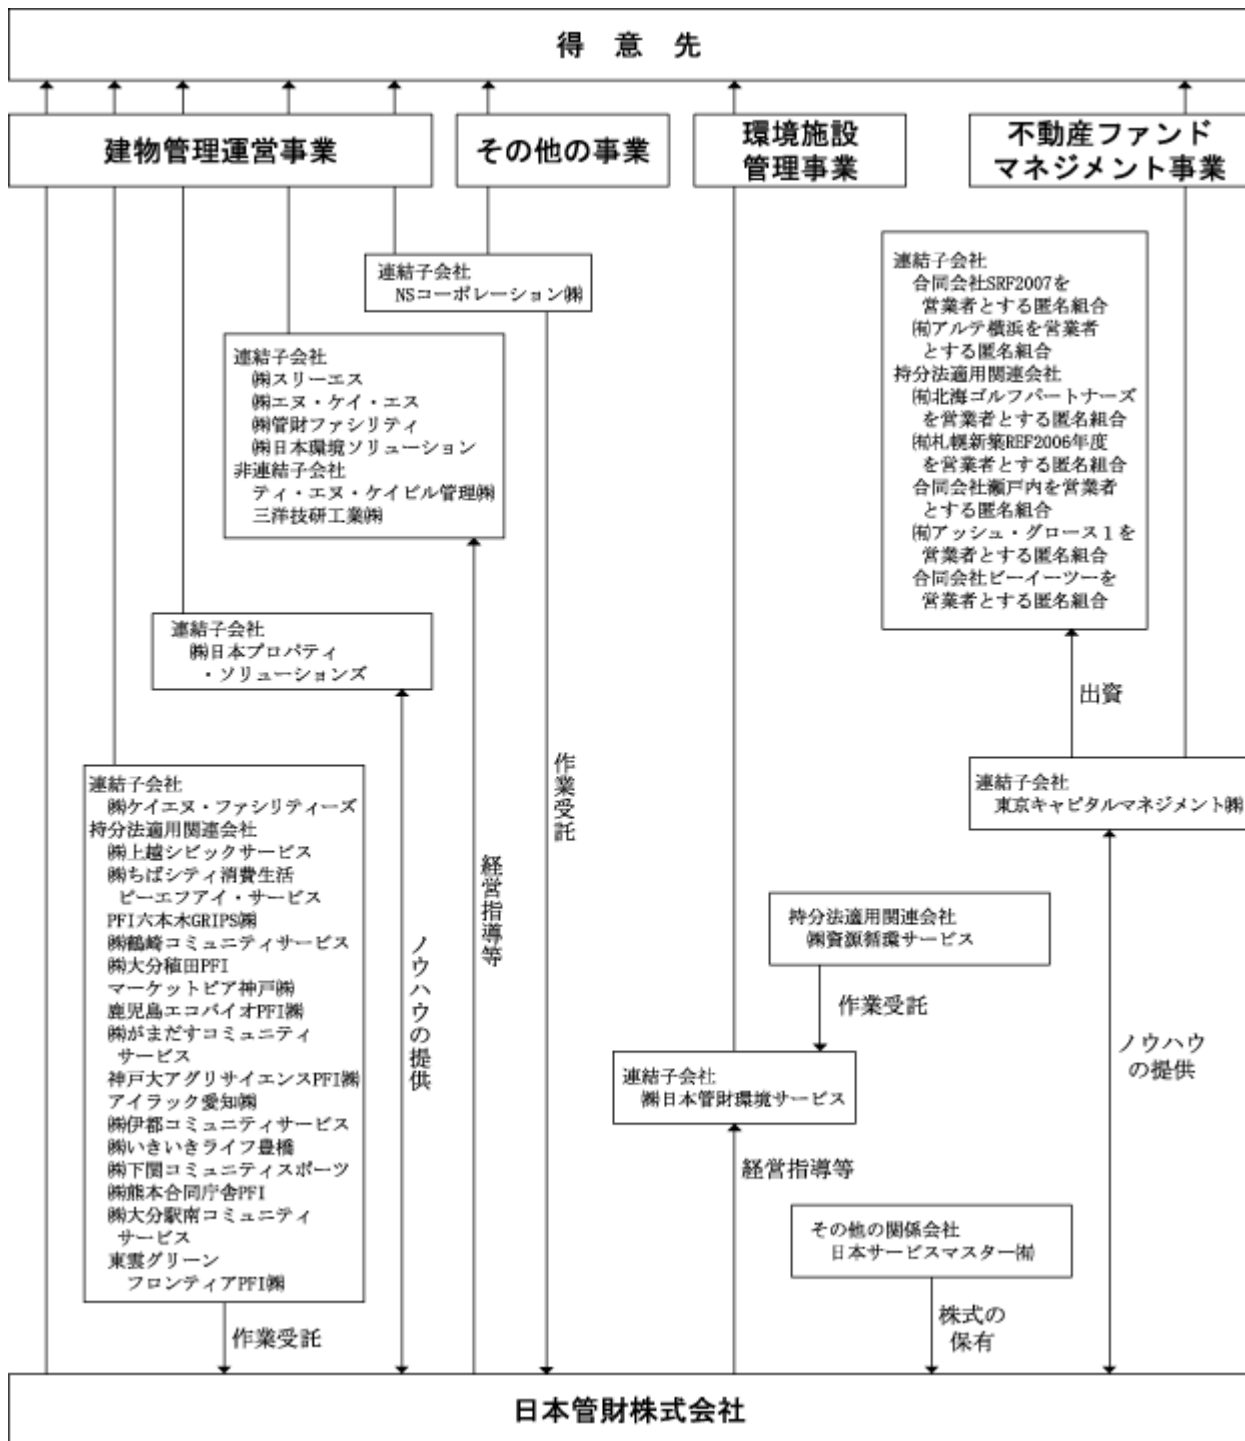 得意先
建物管理運営事業
その他の事業
環境施設
管理事業
不動産ファンド
マネジメント事業
連結子会社
NSコーポレーション㈱
連結子会社
㈱スリーエス
㈱エヌ・ケイ・エス
㈱管財ファシリティ
㈱日本環境ソリューション
非連結子会社
ティ・エヌ・ケイビル管理㈱
三洋技研工業㈱
連結子会社
㈱日本プロパティ
・ソリューションズ
連結子会社
㈱ケイエヌ・ファシリティーズ
持分法適用関連会社
㈱上越シビックサービス
㈱ちばシティ消費生活
ピーエフアイ・サービス
PFI六本木GRIPS㈱
㈱鶴崎コミュニティサービス
㈱大分稙田PFI
マーケットピア神戸㈱
鹿児島エコバイオPFI㈱
㈱がまだすコミュニティ
サービス
神戸大アグリサイエンスPFI㈱
アイラック愛知㈱
㈱伊都コミュニティサービス
㈱いきいきライフ豊橋
㈱下関コミュニティスポーツ
㈱熊本合同庁舎PFI
㈱大分駅南コミュニティ
サービス
東雲グリーン
フロンティアPFI㈱
作業受託
ノウハウの提供
経営指導等
作業受託
連結子会社
合同会社SRF2007を
営業者とする匿名組合
㈲アルテ横浜を営業者
とする匿名組合
持分法適用関連会社
㈲北海ゴルフパートナーズ
を営業者とする匿名組合
㈲札幌新築REF2006年度
を営業者とする匿名組合
合同会社瀬戸内を営業者
とする匿名組合
㈲アッシュ・グロース1を
営業者とする匿名組合
合同会社ビーイーツーを
営業者とする匿名組合
出資
連結子会社
東京キャピタルマネジメント㈱
持分法適用関連会社
㈱資源循環サービス
作業受託
連結子会社
㈱日本管財環境サービス
経営指導等
ノウハウ
の提供
その他の関係会社
日本サービスマスター㈲
株式の
保有
日本管財株式会社